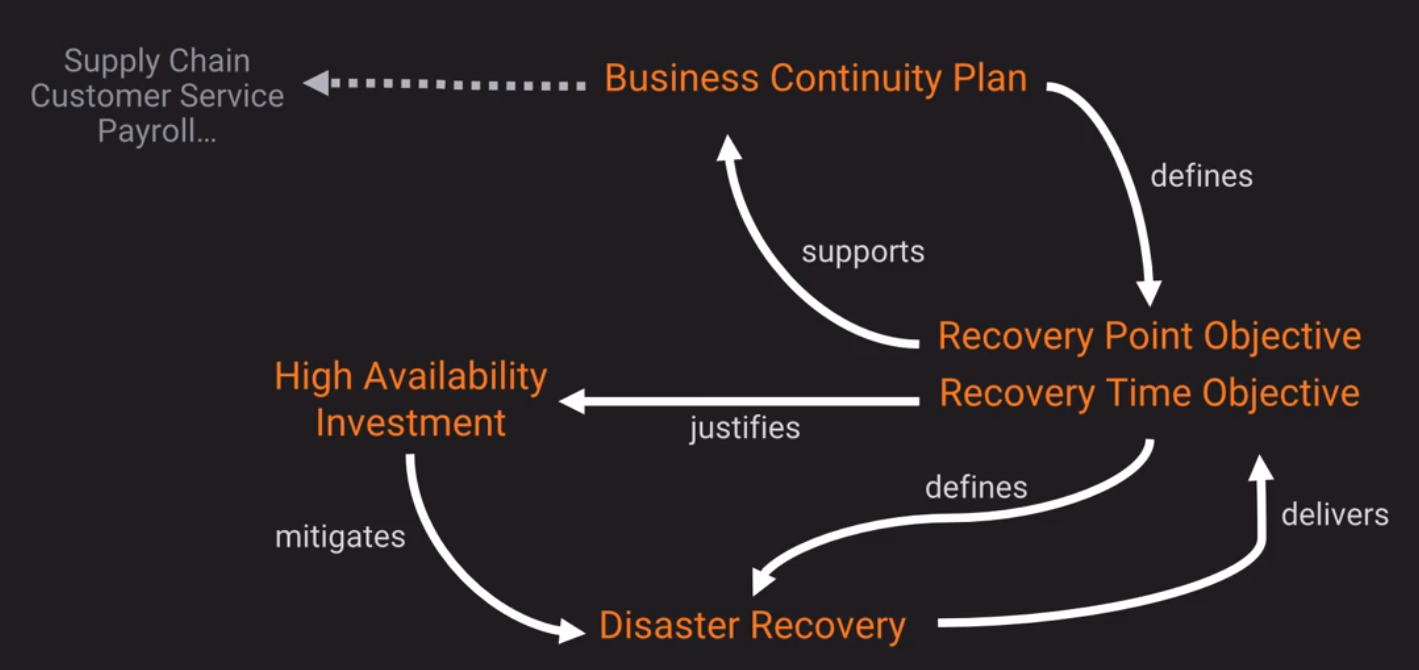 Supply Chain
Customer Service
Payroll...
Business Continuity Plan
defines
supports
Recovery Point Objective
Recovery Time Objective
High Availability
Investment
justifies
defines
delivers
mitigates
Disaster Recovery